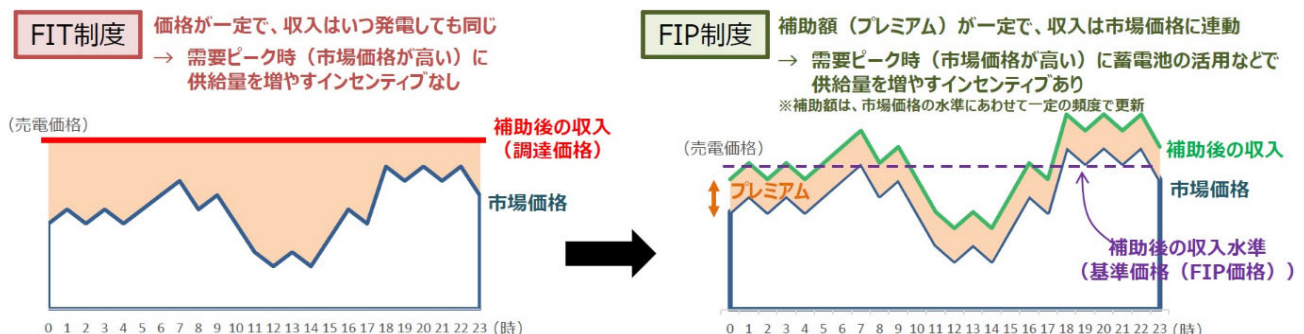 FIT制度
価格が一定で、収入はいつ発電しても同じ
→ 需要ピーク時（市場価格が高い）に
供給量を増やすインセンティブなし
（売電価格）
補助後の収入
（調達価格）
市場価格
0 1 2 3 4 5 6 7 8 9 10 11 12 13 14 15 16 17 18 19 20 21 22 23 (時)
FIP制度
補助額（プレミアム）が一定で、収入は市場価格に連動
→ 需要ピーク時（市場価格が高い）に蓄電池の活用などで
供給量を増やすインセンティブあり
※補助額は、市場価格の水準にあわせて一定の頻度で更新
（売電価格）
補助後の収入
プレミアム
市場価格
補助後の収入水準
（基準価格（FIP価格））
0 1 2 3 4 5 6 7 8 9 10 11 12 13 14 15 16 17 18 19 20 21 22 23 (時)